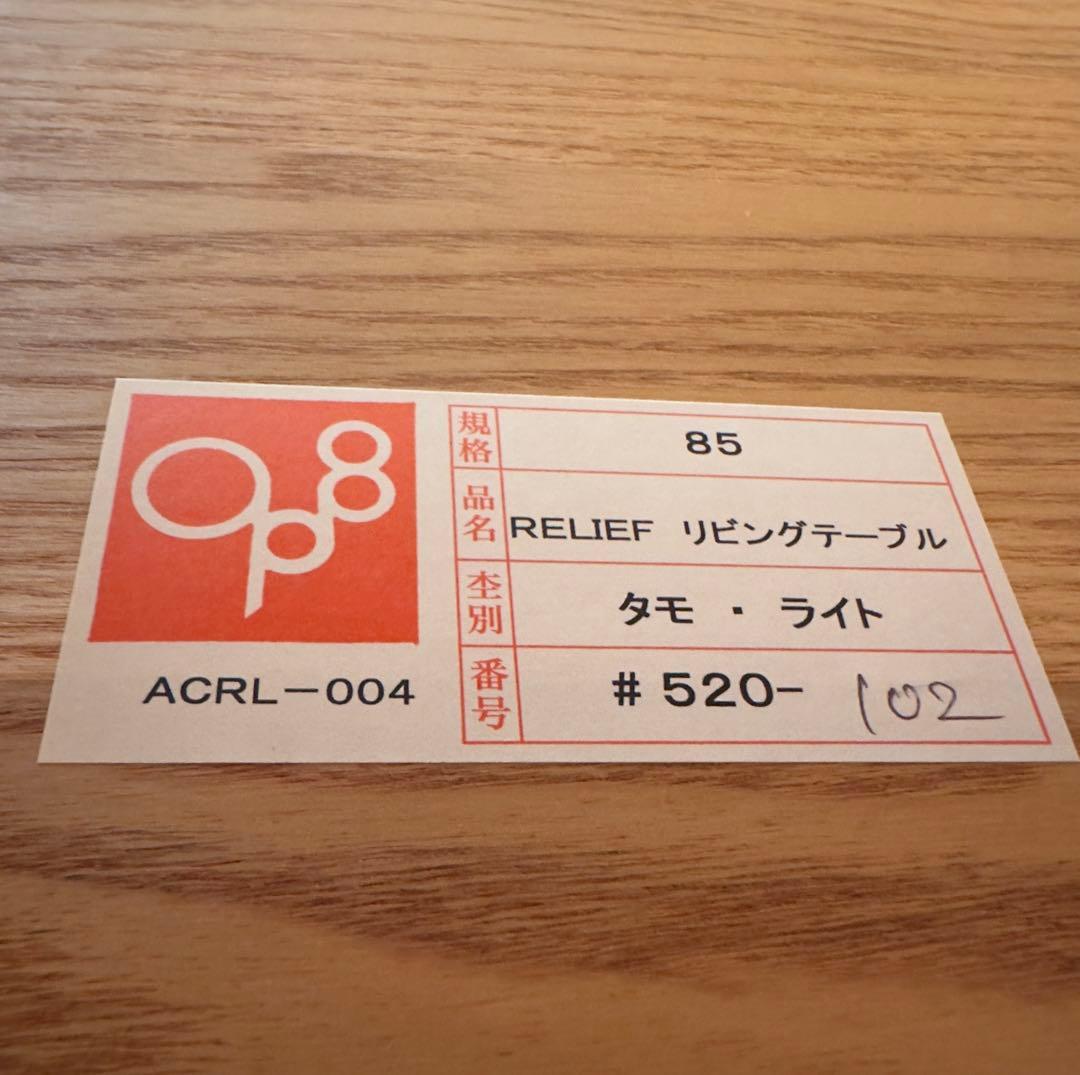 Op8
ACRL-004
規格 85
品名 RELIEF リビングテーブル
杢別 タモ ・ ライト
番号 #520- 102